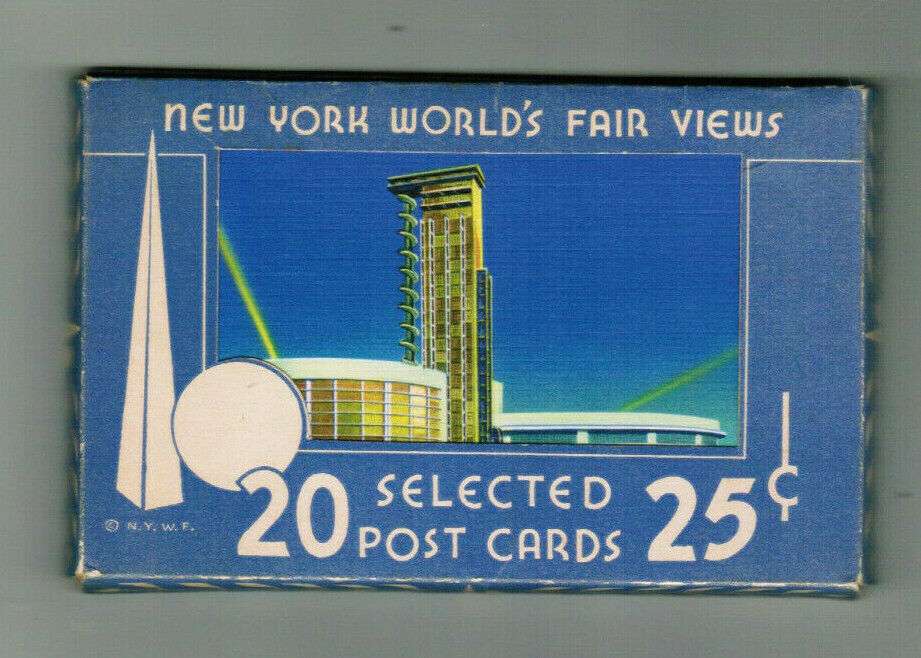 new YORK WORLD'S FAIR VIEWS
© N.Y.W.F.
20 SELECTED POST CARDS 25¢